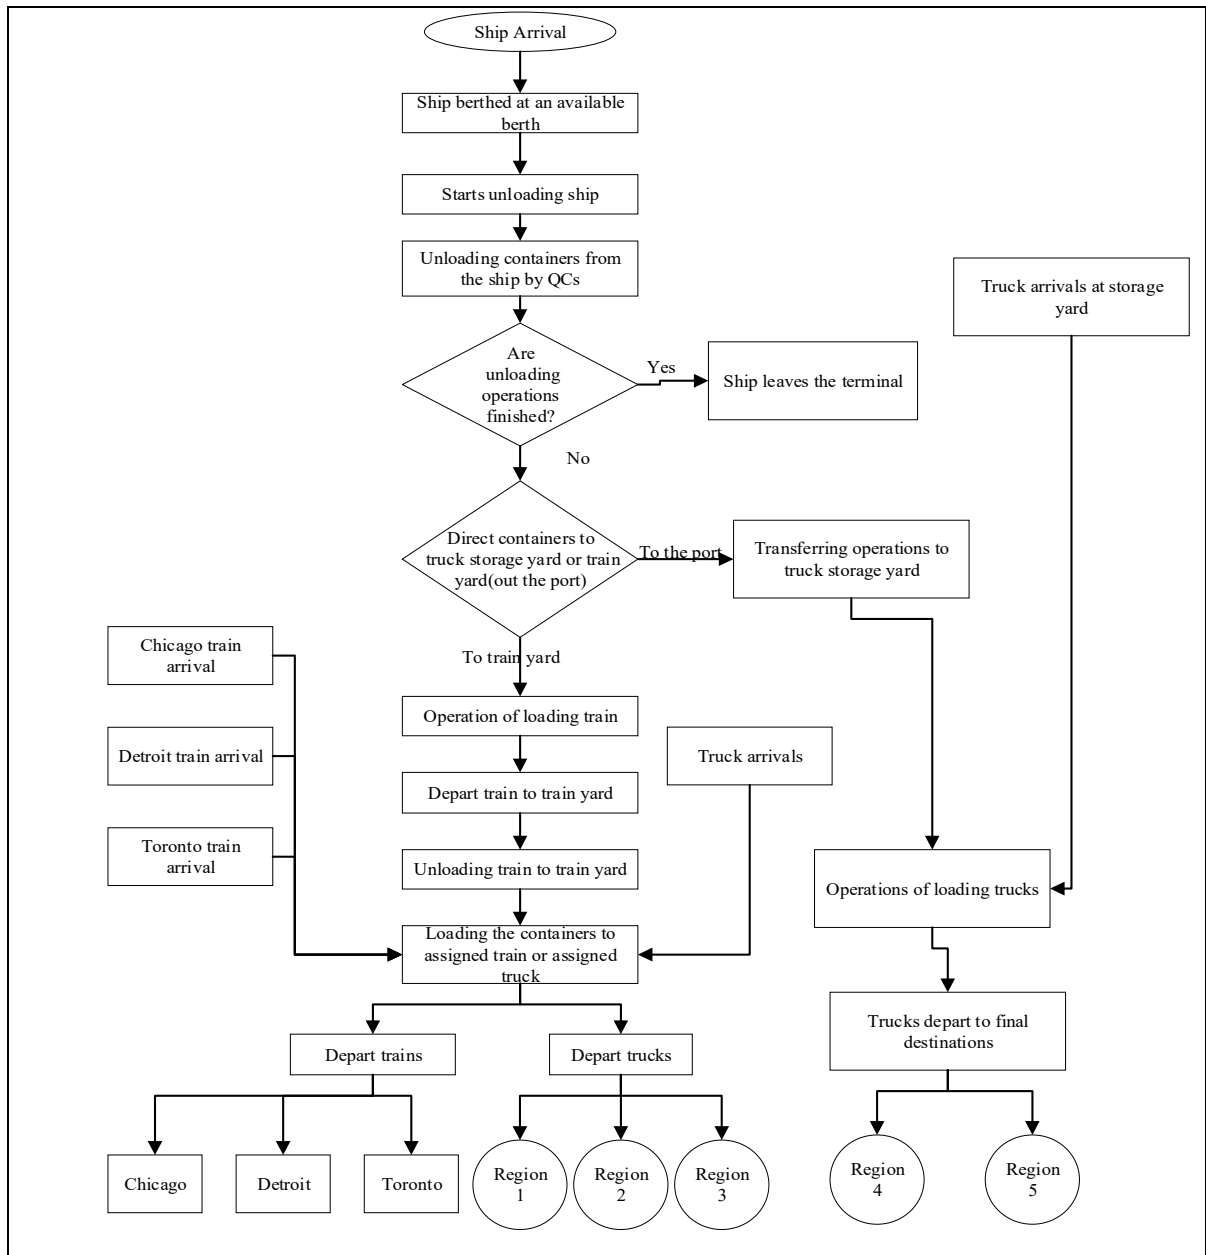 Ship Arrival
Ship berthed at an available
berth
Starts unloading ship
Unloading containers from
the ship by QCs
Truck arrivals at storage
yard
Are
unloading
operations
finished?
Yes
Ship leaves the terminal
No
Direct containers to
truck storage yard or train
yard(out the port)
To the port
Transferring operations to
truck storage yard
To train yard
Chicago train
arrival
Operation of loading train
Detroit train arrival
Truck arrivals
Depart train to train yard
Toronto train
arrival
Unloading train to train yard
Operations of loading trucks
Loading the containers to
assigned train or assigned
truck
Trucks depart to final
destinations
Depart trains
Depart trucks
Chicago
Detroit
Toronto
Region
1
Region
2
Region
3
Region
4
Region
5